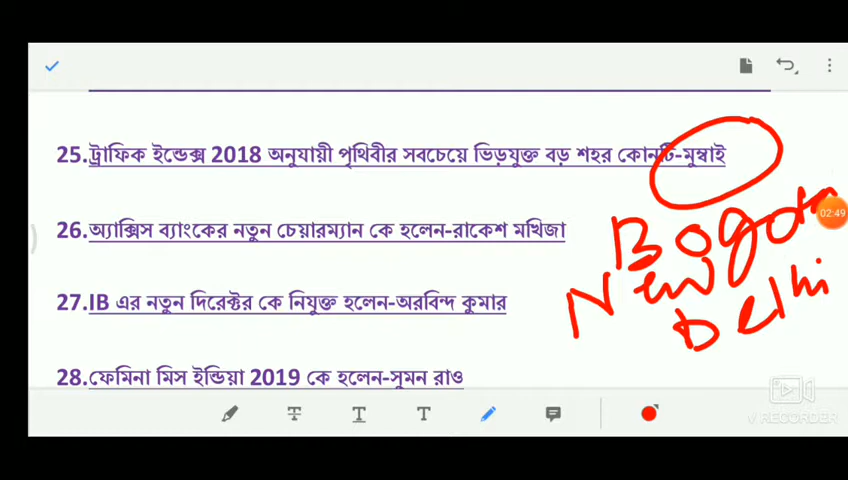 25.ট্রাফিক ইন্ডেক্স 2018 অনুযায়ী পৃথিবীর সবচেয়ে ভিড়যুক্ত বড় শহর কোনটি-মুম্বাই
Bogota
26.অ্যাক্সিস ব্যাংকের নতুন চেয়ারম্যান কে হলেন-রাকেশ মখিজা
New
Delhi
27.IB এর নতুন দিরেক্টর কে নিযুক্ত হলেন-অরবিন্দ কুমার
28.ফেমিনা মিস ইন্ডিয়া 2019 কে হলেন-সুমন রাও
02:49
T T T
V RECORDER